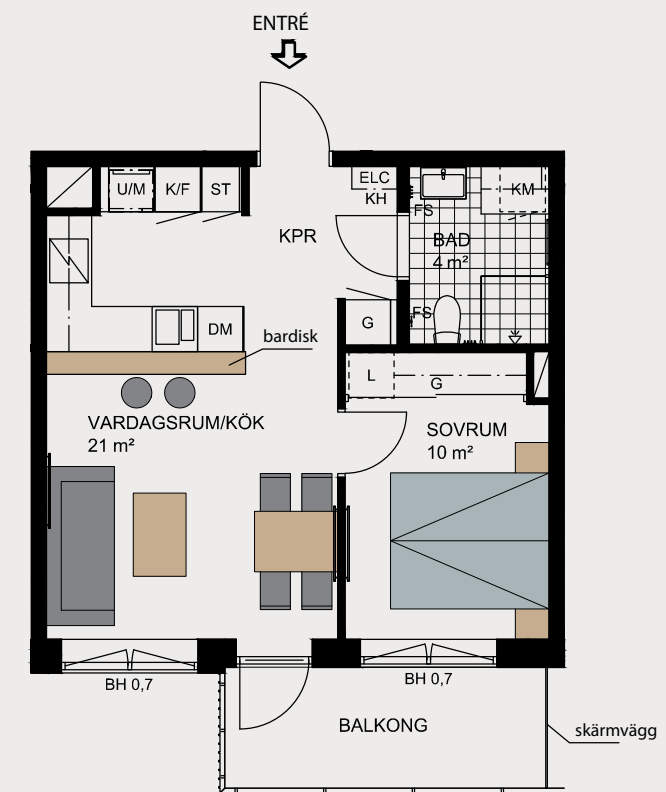 ENTRÉ
U/M
K/F
ST
ELC
KH
FS
KM
KPR
BAD
4 m²
DM
G
FS
bardisk
L
G
VARDAGSRUM/KÖK
21 m²
SOVRUM
10 m²
BH 0,7
BH 0,7
BALKONG
skärmvägg